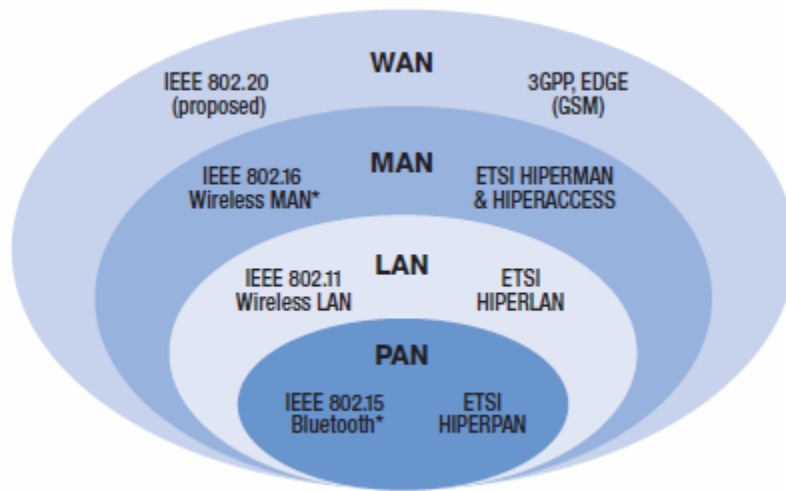 WAN
IEEE 802.20
(proposed)
3GPP, EDGE
(GSM)
MAN
IEEE 802.16
Wireless MAN*
ETSI HIPERMAN
& HIPERACCESS
LAN
IEEE 802.11
Wireless LAN
ETSI
HIPERLAN
PAN
IEEE 802.15
Bluetooth*
ETSI
HIPERPAN